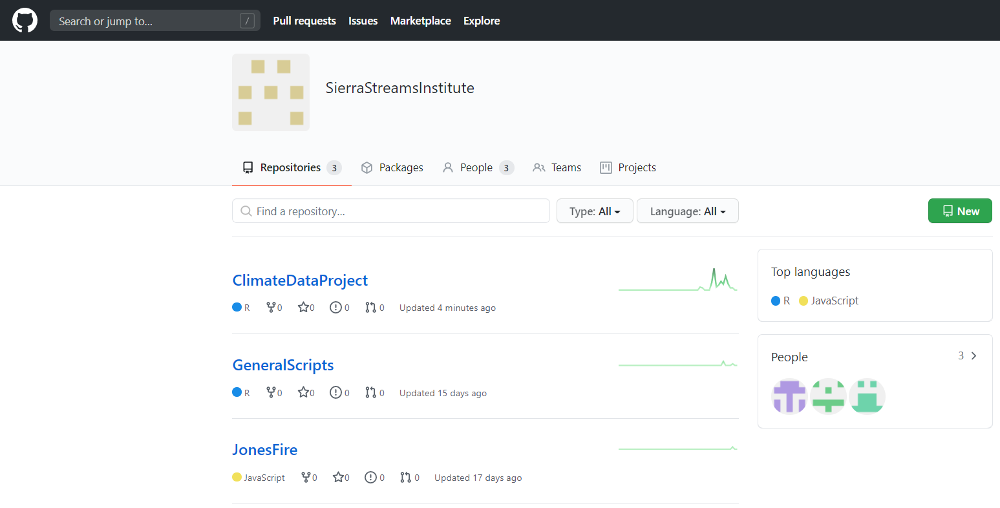 Search or jump to... /
Pull requests Issues Marketplace Explore
SierraStreamsInstitute
Repositories 3 Packages People 3 Teams Projects
Find a repository... Type: All Language: All New
ClimateDataProject
R 0 0 0 0 Updated 4 minutes ago
GeneralScripts
R 0 0 0 0 Updated 15 days ago
JonesFire
JavaScript 0 0 0 0 Updated 17 days ago
Top languages
R JavaScript
People 3